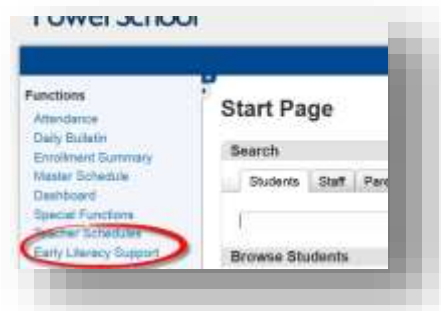 PowerSchool
Functions
Attendance
Daily Bulletin
Enrollment Summary
Master Schedule
Dashboard
Special Functions
Teacher Schedules
Early Literacy Support
Start Page
Search
Students Staff Pare
Browse Students